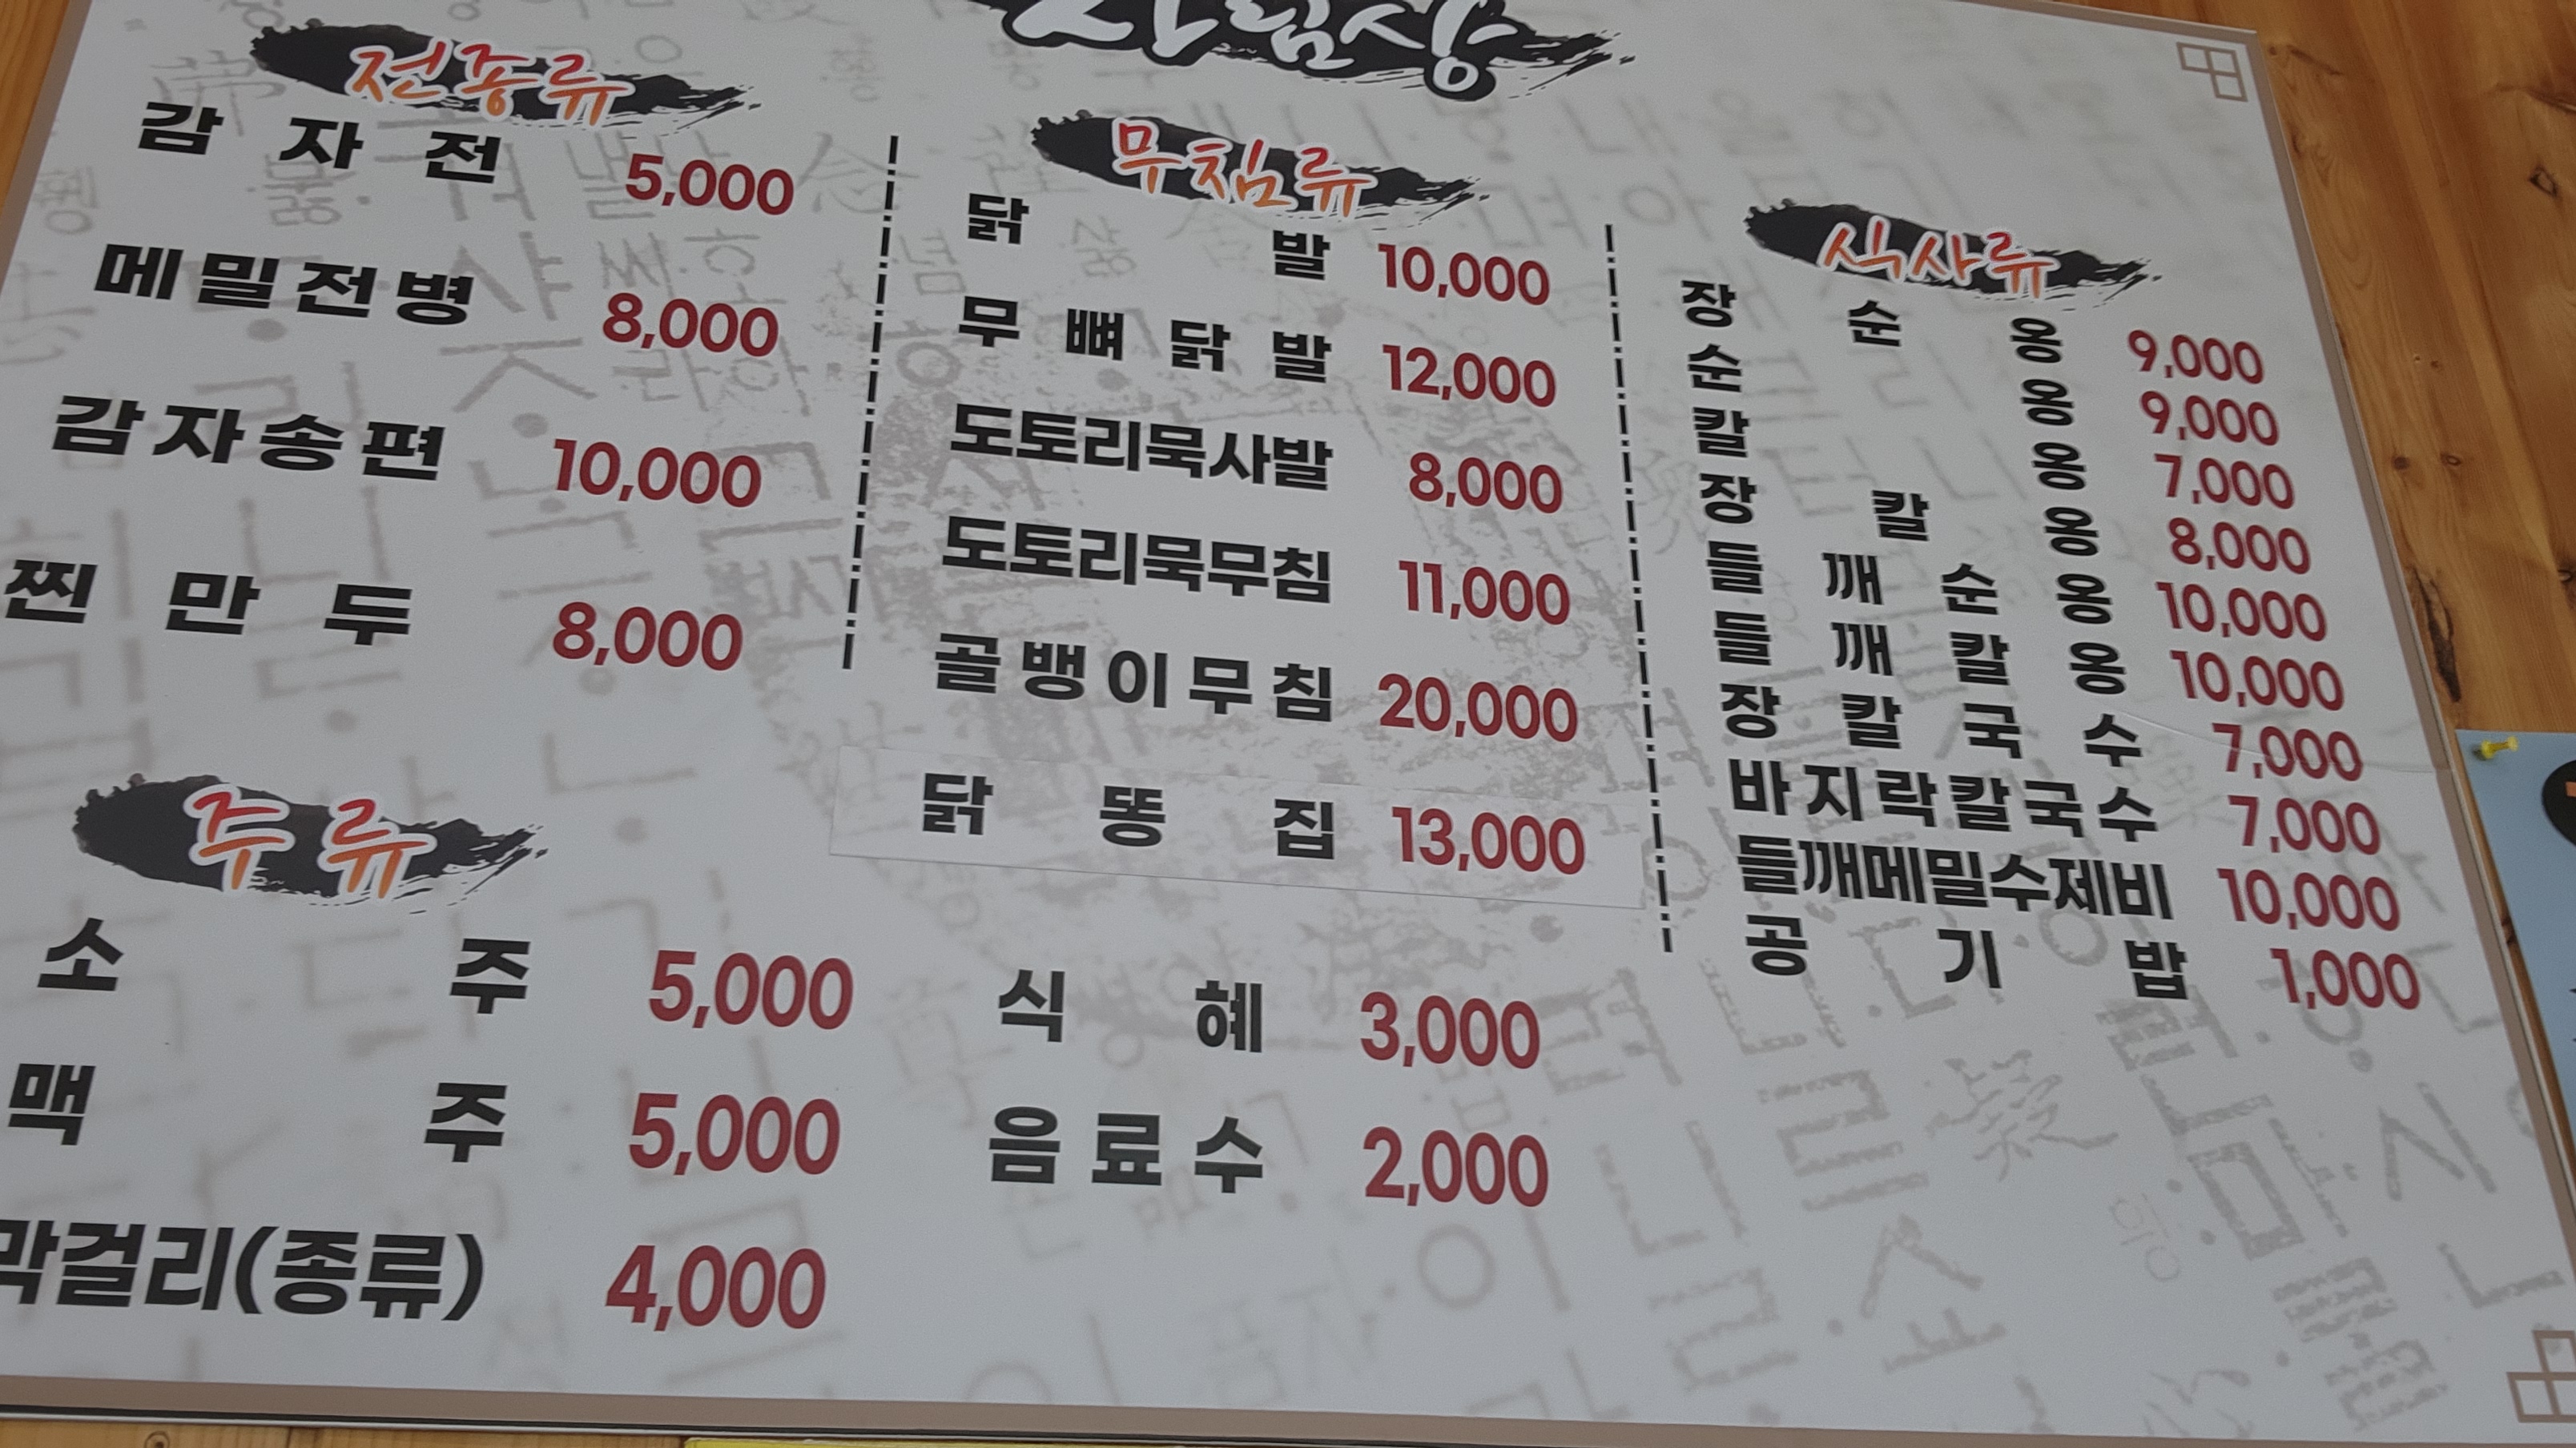 차림상
전종류
감자전 5,000
메밀전병 8,000
감자송편 10,000
찐만두 8,000
무침류
닭발 10,000
무뼈닭발 12,000
도토리묵사발 8,000
도토리묵무침 11,000
골뱅이무침 20,000
닭똥집 13,000
식사류
장순옹 9,000
순옹 9,000
칼옹 7,000
장칼옹 8,000
들깨순옹 10,000
들깨칼옹 10,000
장칼국수 7,000
바지락칼국수 7,000
들깨메밀수제비 10,000
공기밥 1,000
주류
소주 5,000
맥주 5,000
막걸리(종류) 4,000
식혜 3,000
음료수 2,000